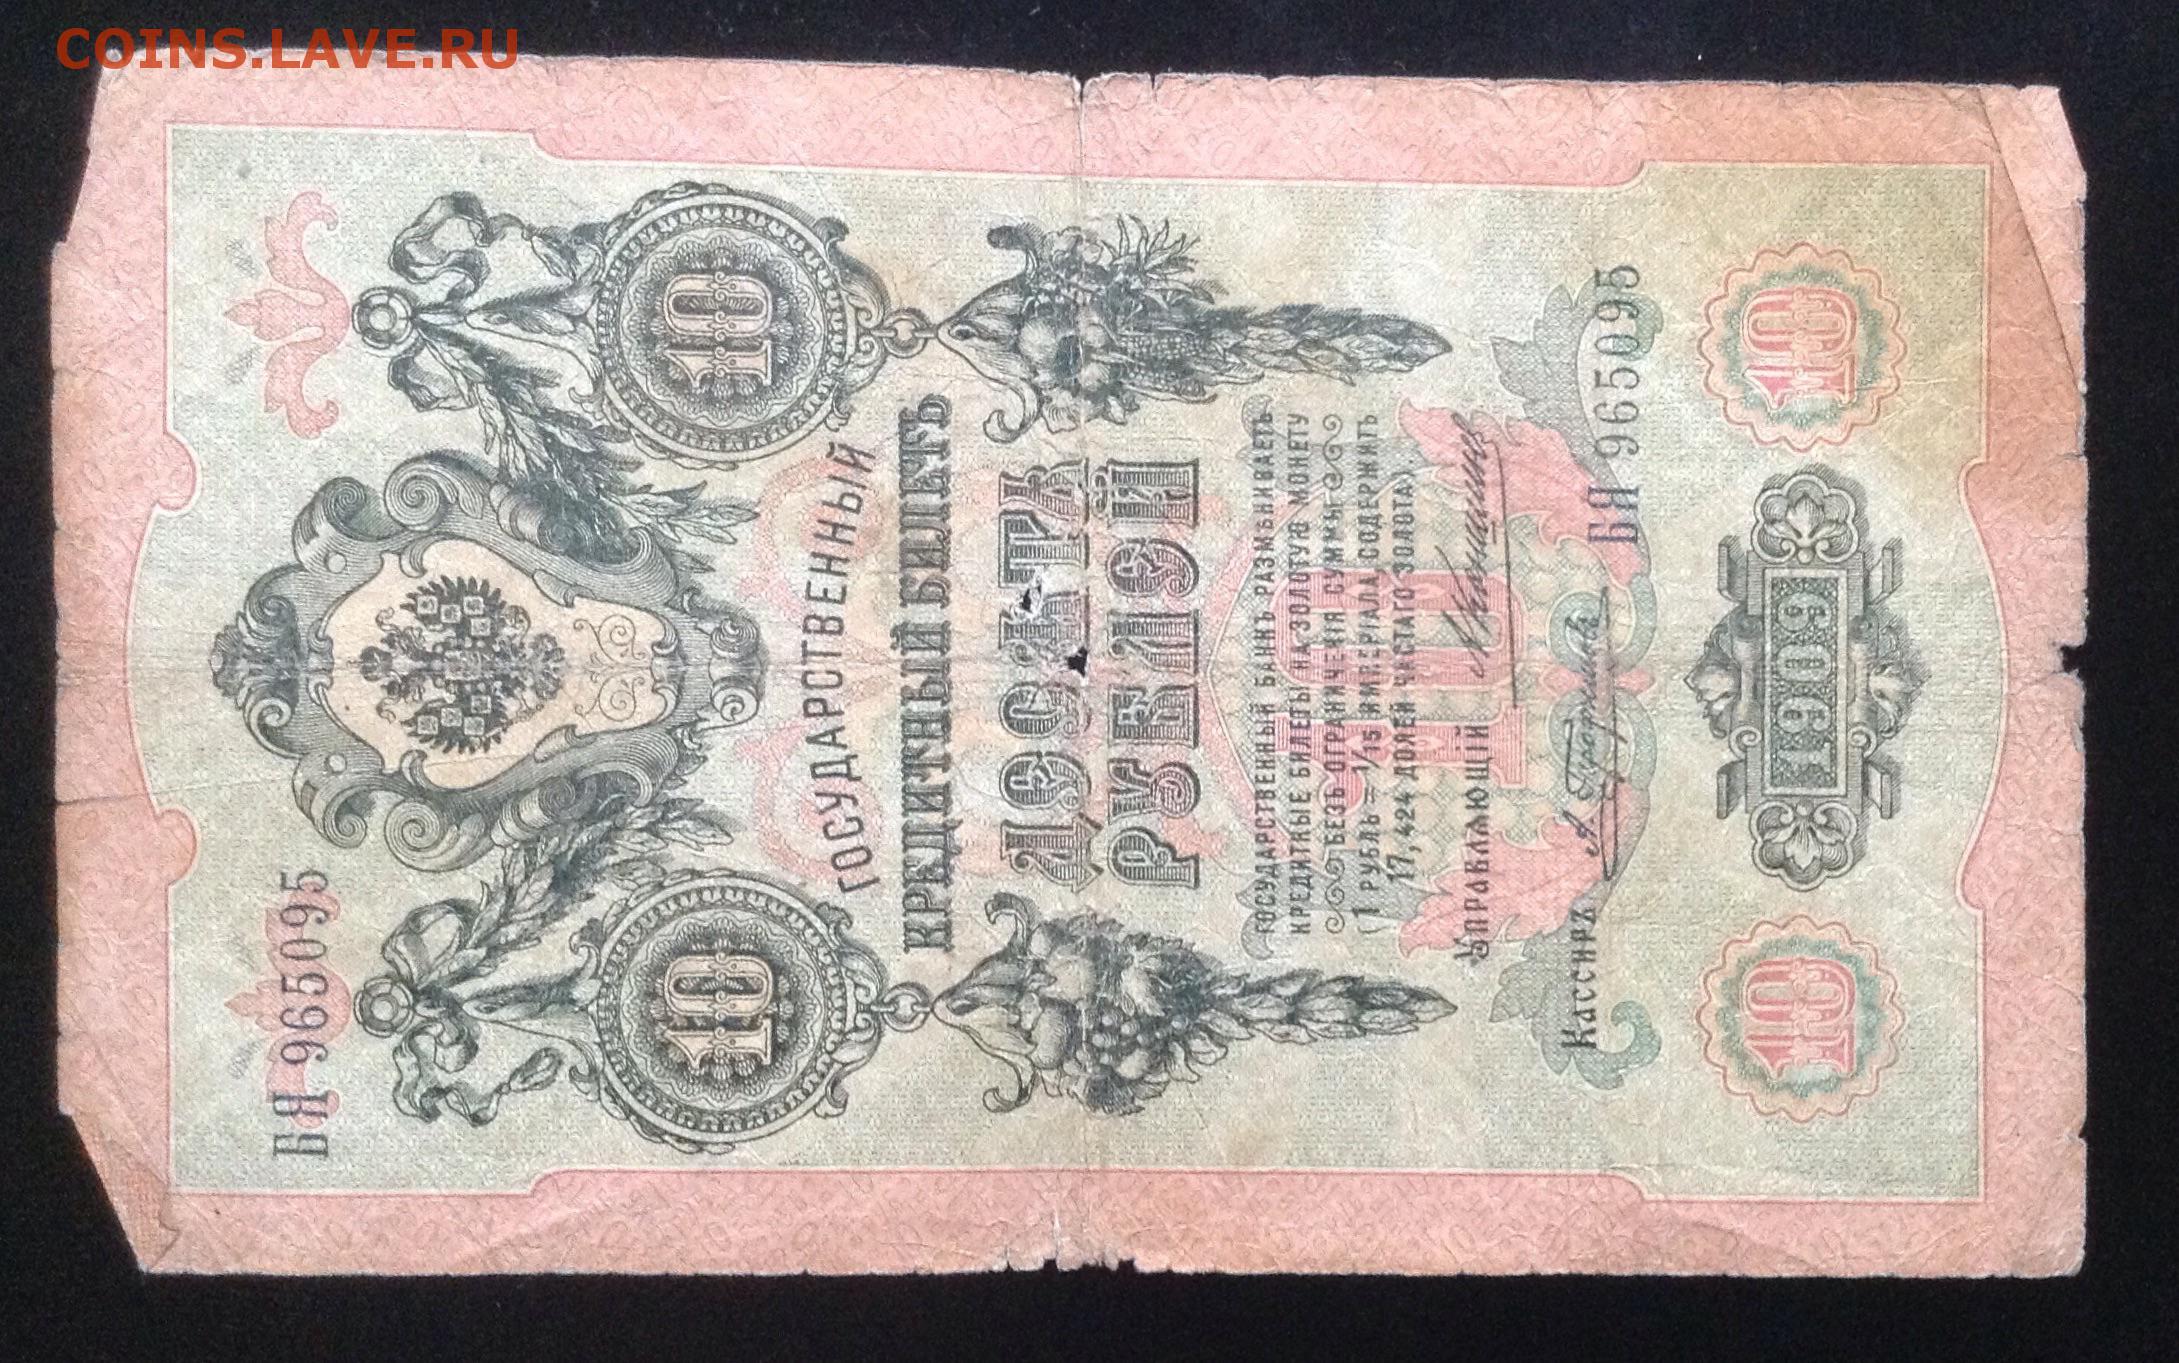 COINS.LAVE.RU
БЯ 965095
10
10
ГОСУДАРСТВЕННЫЙ
КРЕДИТНЫЙ БИЛЕТЪ
ДЕСЯТЬ
РУБЛЕЙ
ГОСУДАРСТВЕННЫЙ БАНКЪ РАЗМѢНИВАЕТЪ
КРЕДИТНЫЕ БИЛЕТЫ НА ЗОЛОТУЮ МОНЕТУ
БЕЗЪ ОГРАНИЧЕНІЯ СУММЫ
(1 РУБЛЬ = 1/15 ИМПЕРІАЛА, СОДЕРЖИТЪ
17,424 ДОЛЕЙ ЧИСТАГО ЗОЛОТА).
10
УПРАВЛЯЮЩІЙ
КАССИРЪ
БЯ 965095
10
1909
10